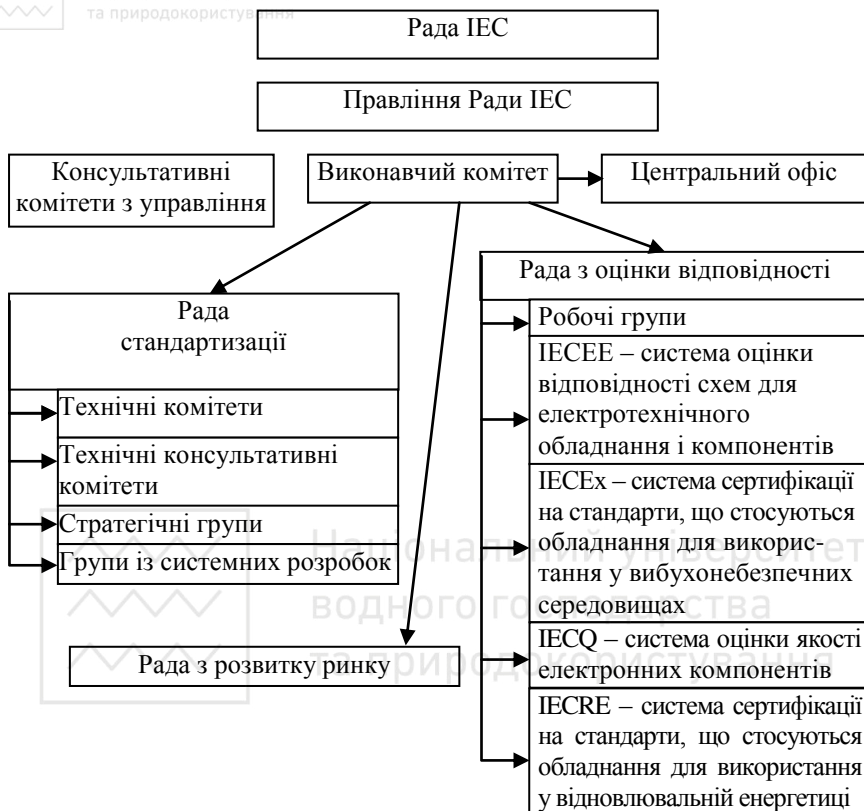 та природокористування
Рада IEC
Правління Ради IEC
Консультативні
комітети з управління
Виконавчий комітет
Центральний офіс
Рада
стандартизації
Технічні комітети
Технічні консультативні
комітети
Стратегічні групи
Групи із системних розробок
Рада з розвитку ринку
Рада з оцінки відповідності
Робочі групи
IECEE – система оцінки
відповідності схем для
електротехнічного
обладнання і компонентів
IECEx – система сертифікації
на стандарти, що стосуються
обладнання для викорис-
тання у вибухонебезпечних
середовищах
IECQ – система оцінки якості
електронних компонентів
IECRE – система сертифікації
на стандарти, що стосуються
обладнання для використання
у відновлювальній енергетиці
Національний університет
водного господарства
та природокористування